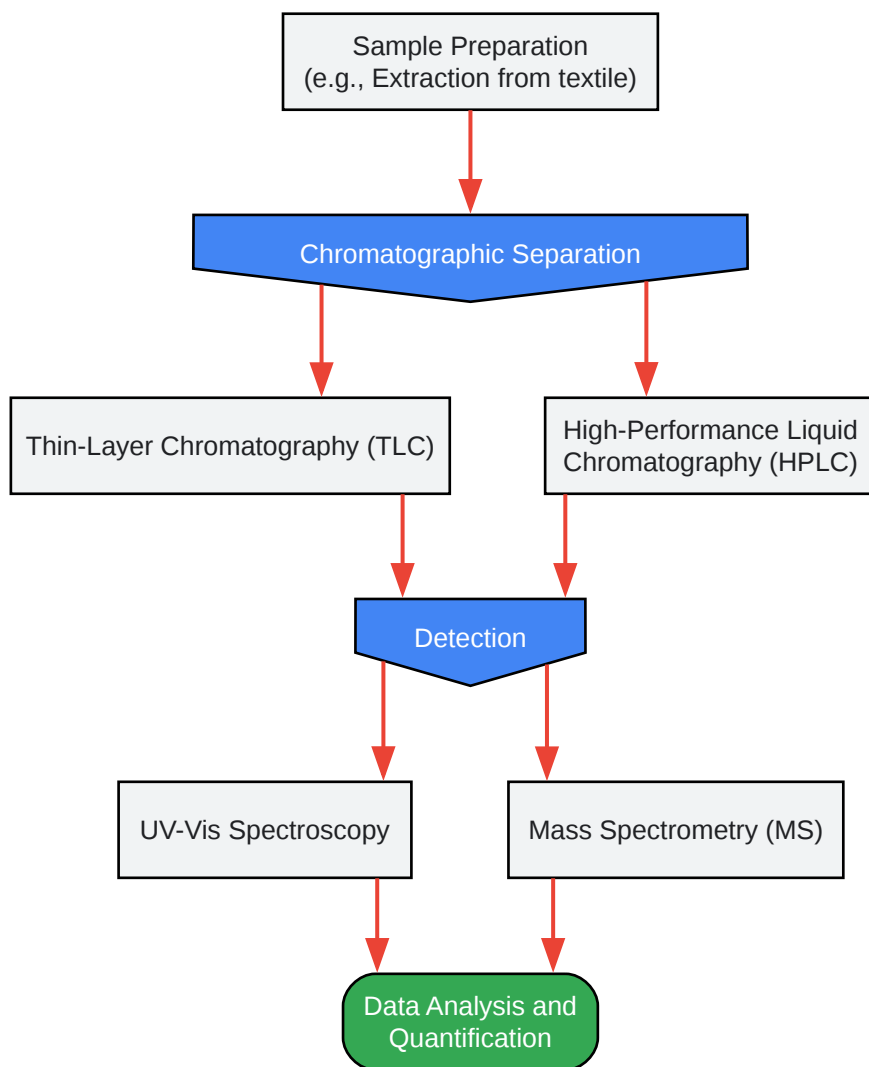 Sample Preparation
(e.g., Extraction from textile)
Chromatographic Separation
Thin-Layer Chromatography (TLC)
High-Performance Liquid
Chromatography (HPLC)
Detection
UV-Vis Spectroscopy
Mass Spectrometry (MS)
Data Analysis and
Quantification